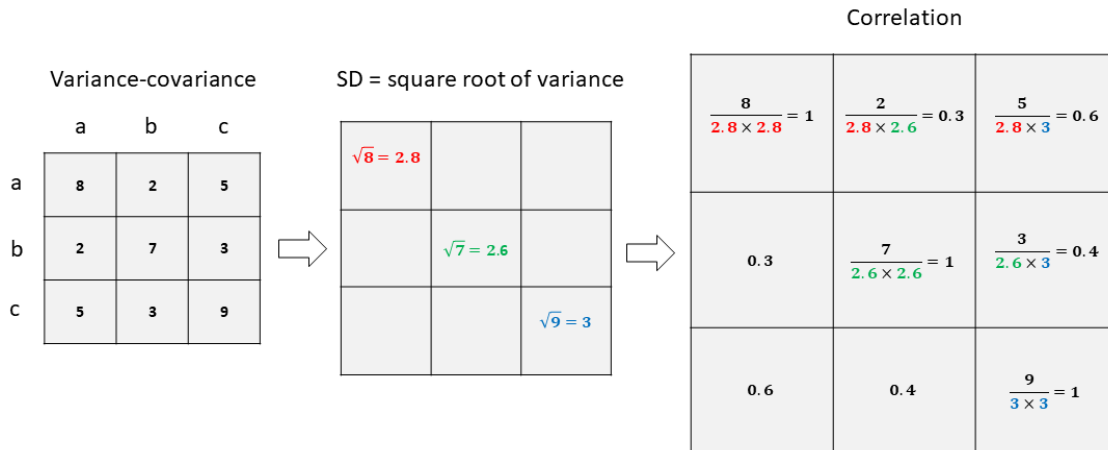 Correlation
Variance-covariance
SD = square root of variance
a b c
a 8 2 5
b 2 7 3
c 5 3 9
√8 = 2.8
√7 = 2.6
√9 = 3
8 / 2.8 × 2.8 = 1
2 / 2.8 × 2.6 = 0.3
5 / 2.8 × 3 = 0.6
0.3
7 / 2.6 × 2.6 = 1
3 / 2.6 × 3 = 0.4
0.6
0.4
9 / 3 × 3 = 1